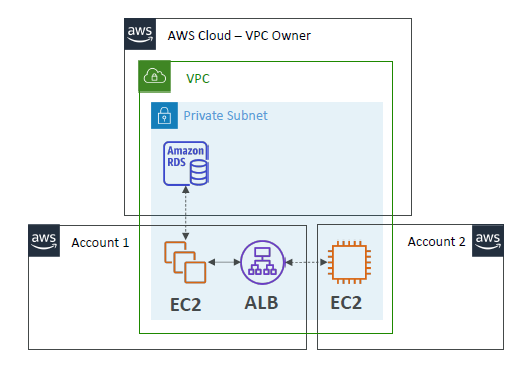 aws
AWS Cloud – VPC Owner
VPC
Private Subnet
Amazon
RDS
aws
Account 1
Account 2
aws
EC2
ALB
EC2